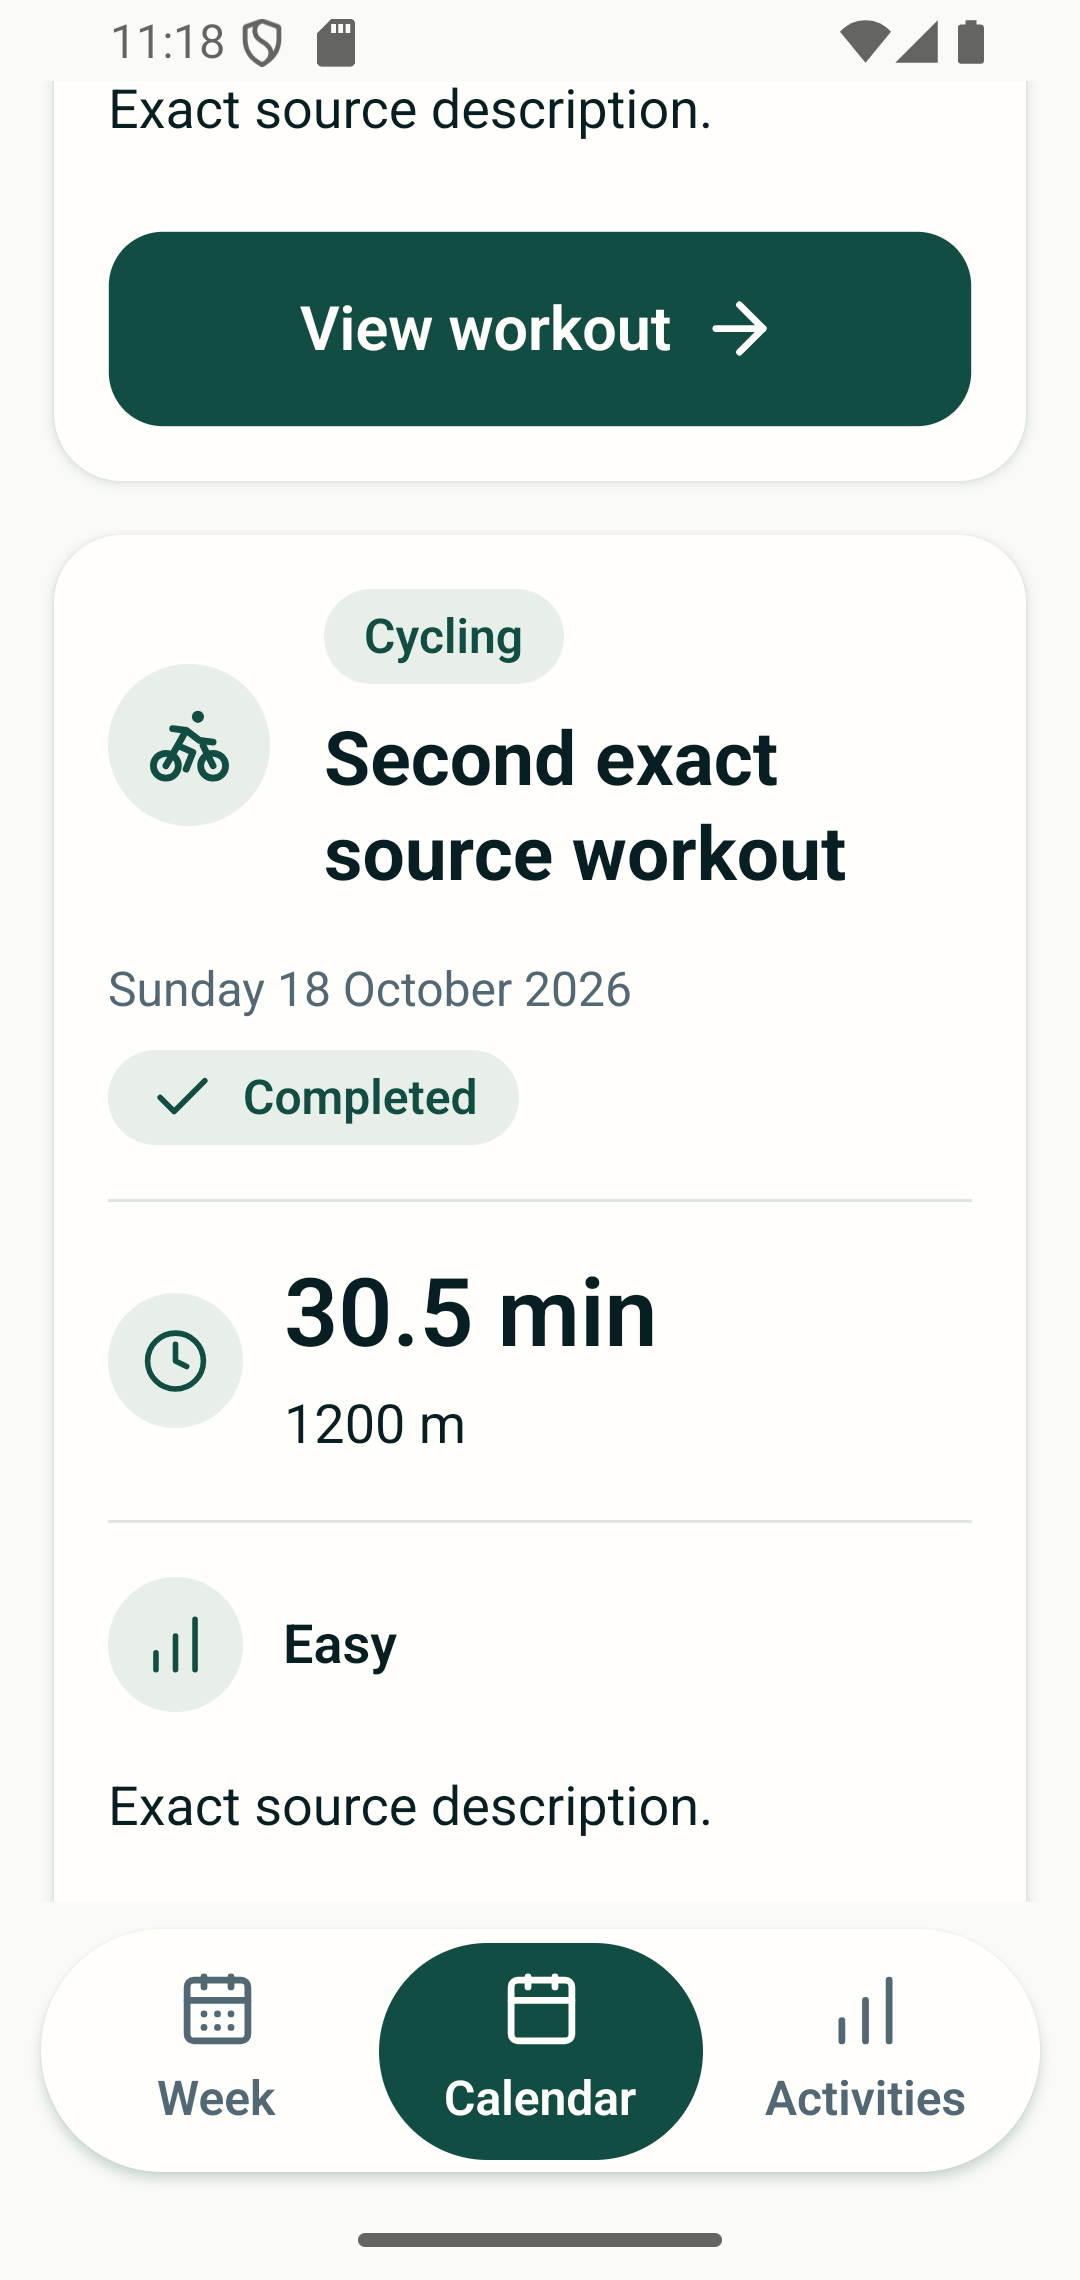 11:18
Exact source description.
View workout
Cycling
Second exact
source workout
Sunday 18 October 2026
Completed
30.5 min
1200 m
Easy
Exact source description.
Week
Calendar
Activities